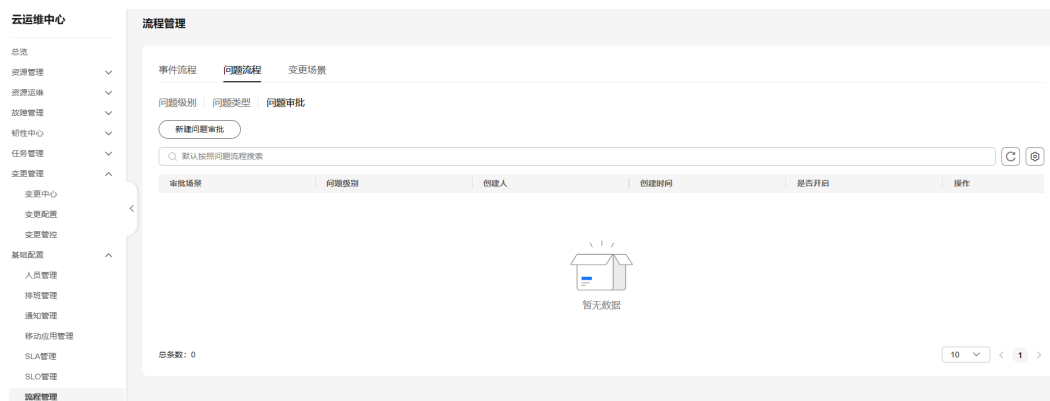 云运维中心
总览
资源管理
资源运维
故障管理
韧性中心
任务管理
变更管理
变更中心
变更配置
变更管控
基础配置
人员管理
排班管理
通知管理
移动应用管理
SLA管理
SLO管理
流程管理
流程管理
事件流程 问题流程 变更场景
问题级别 问题类型 问题审批
新建问题审批
默认按照问题流程搜索
审批场景 问题级别 创建人 创建时间 是否开启 操作
暂无数据
总条数: 0
10 1